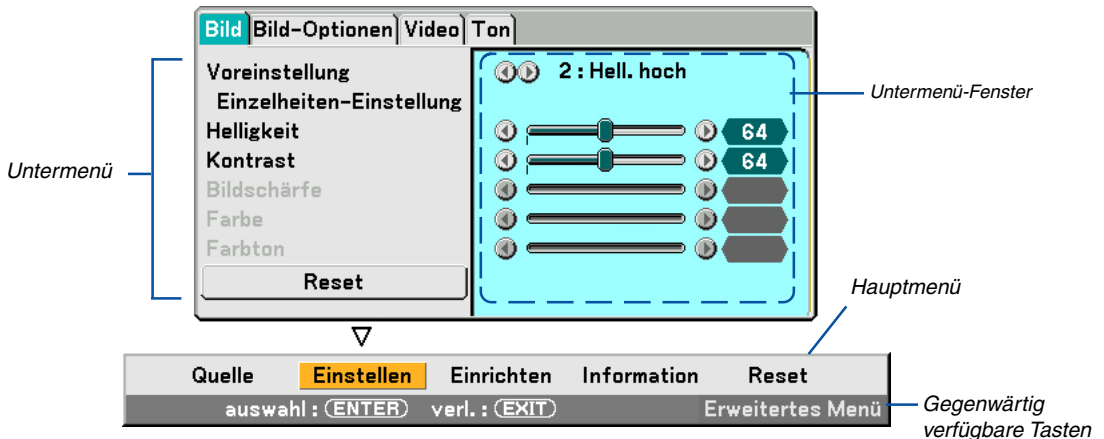 Bild Bild-Optionen Video Ton
Voreinstellung 2 : Hell. hoch
Einzelheiten-Einstellung
Untermenü-Fenster
Helligkeit 64
Kontrast 64
Untermenü
Bildschärfe
Farbe
Farbton
Reset
Hauptmenü
Quelle Einstellen Einrichten Information Reset
auswahl : ENTER verl. : EXIT Erweitertes Menü
Gegenwärtig
verfügbare Tasten